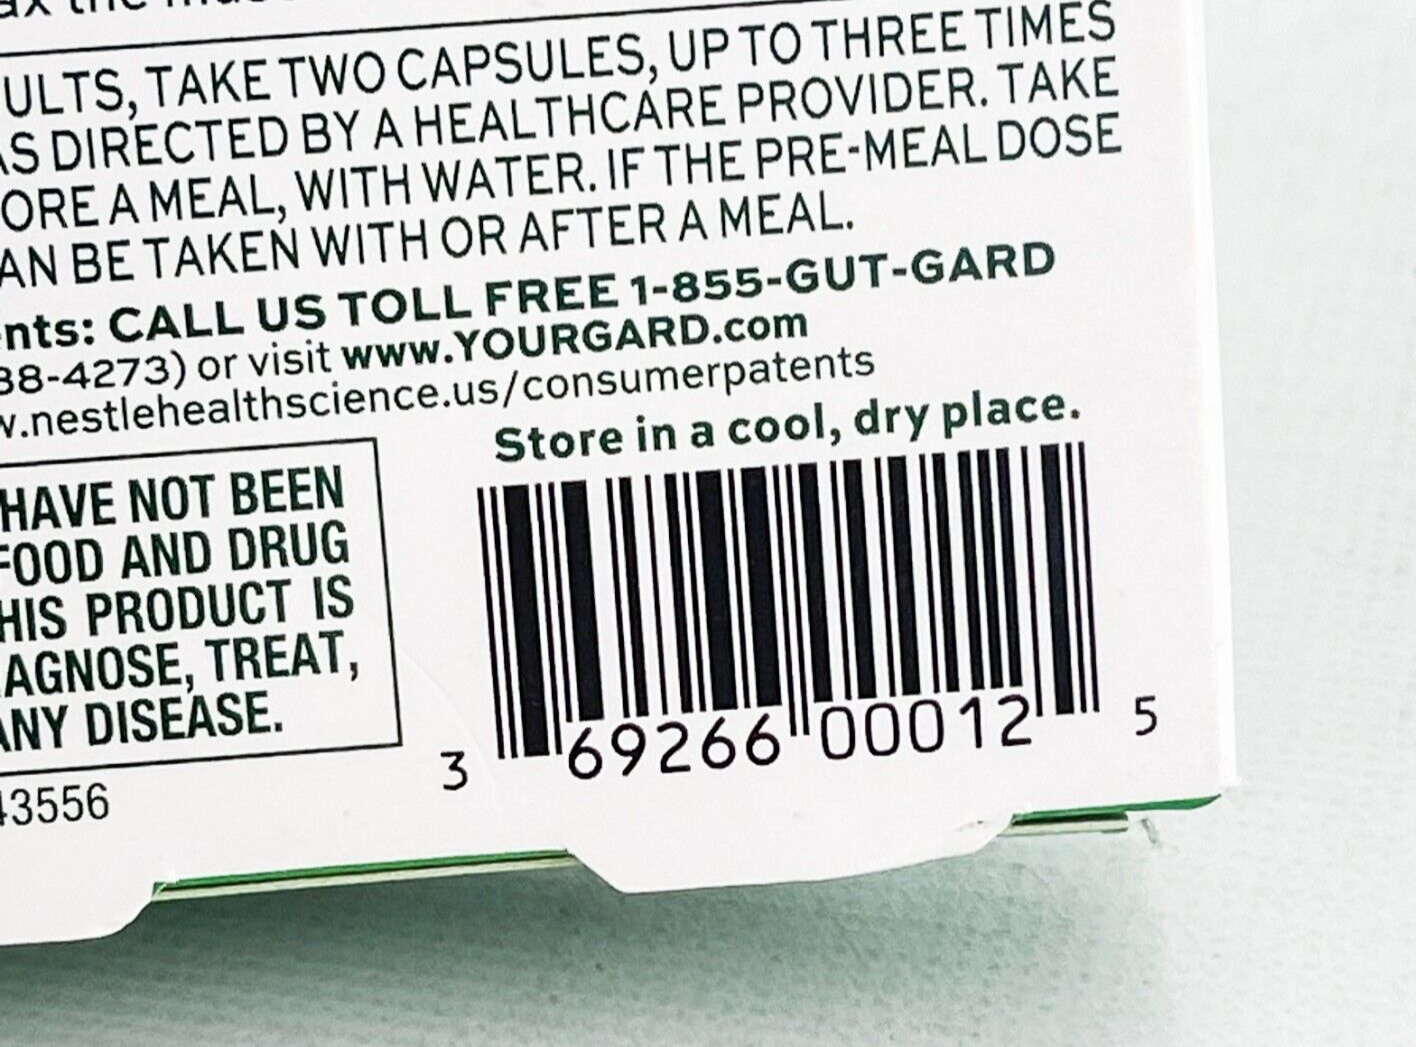 ULTS, TAKE TWO CAPSULES, UP TO THREE TIMES
AS DIRECTED BY A HEALTHCARE PROVIDER. TAKE
ORE A MEAL, WITH WATER. IF THE PRE-MEAL DOSE
AN BE TAKEN WITH OR AFTER A MEAL.
nts: CALL US TOLL FREE 1-855-GUT-GARD
88-4273) or visit www.YOURGARD.com
w.nestlehealthscience.us/consumerpatents
Store in a cool, dry place.
HAVE NOT BEEN
FOOD AND DRUG
HIS PRODUCT IS
AGNOSE, TREAT,
ANY DISEASE.
3 69266 00012 5
43556